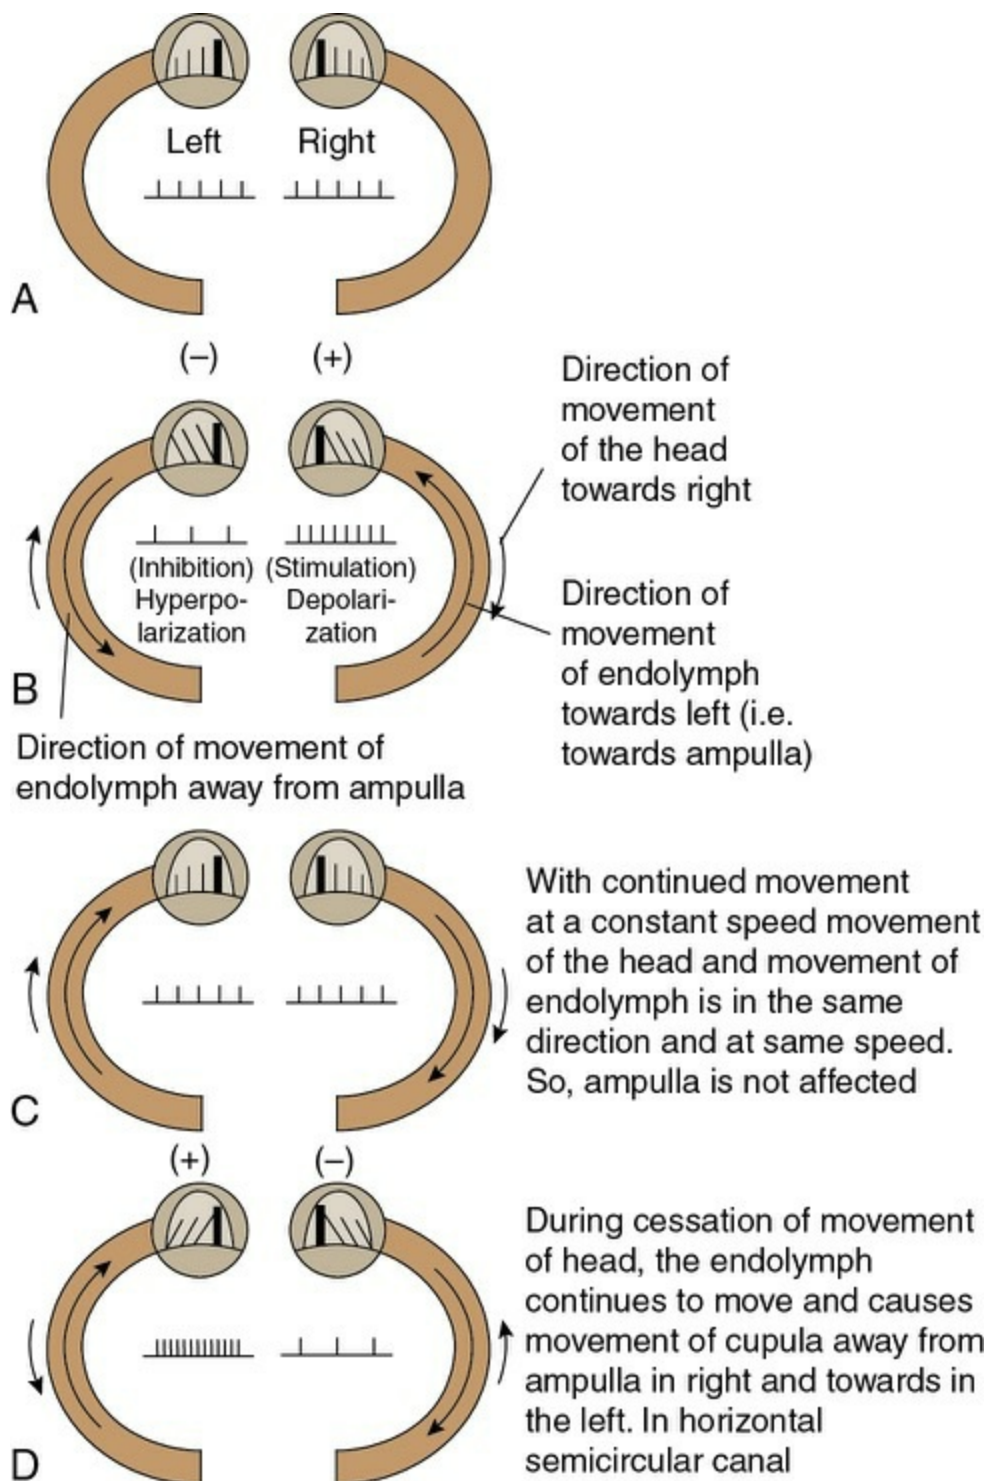 Left
Right
A
(–)
(+)
Direction of
movement
of the head
towards right
(Inhibition)
Hyperpo-
larization
(Stimulation)
Depolari-
zation
Direction of
movement
of endolymph
towards left (i.e.
towards ampulla)
B
Direction of movement of
endolymph away from ampulla
With continued movement
at a constant speed movement
of the head and movement of
endolymph is in the same
direction and at same speed.
So, ampulla is not affected
C
(+)
(–)
During cessation of movement
of head, the endolymph
continues to move and causes
movement of cupula away from
ampulla in right and towards in
the left. In horizontal
semicircular canal
D